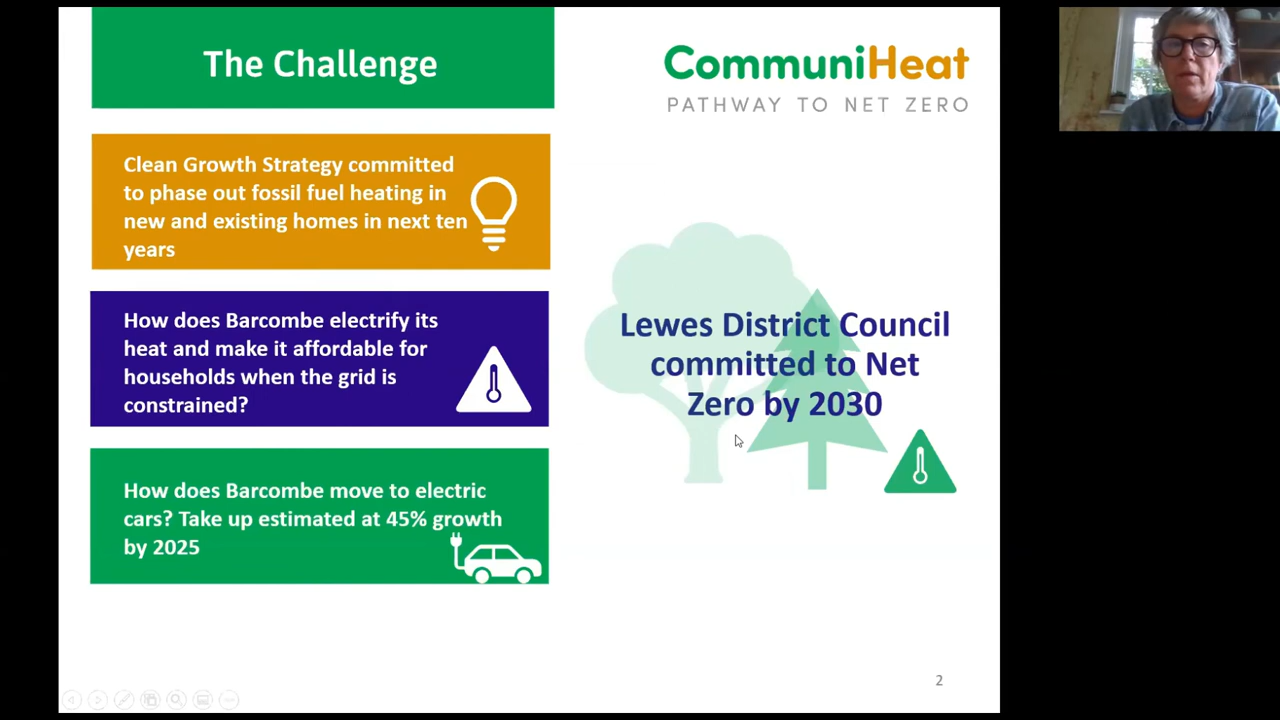 The Challenge
CommuniHeat
PATHWAY TO NET ZERO
Clean Growth Strategy committed
to phase out fossil fuel heating in
new and existing homes in next ten
years
How does Barcombe electrify its
heat and make it affordable for
households when the grid is
constrained?
How does Barcombe move to electric
cars? Take up estimated at 45% growth
by 2025
Lewes District Council
committed to Net
Zero by 2030
2